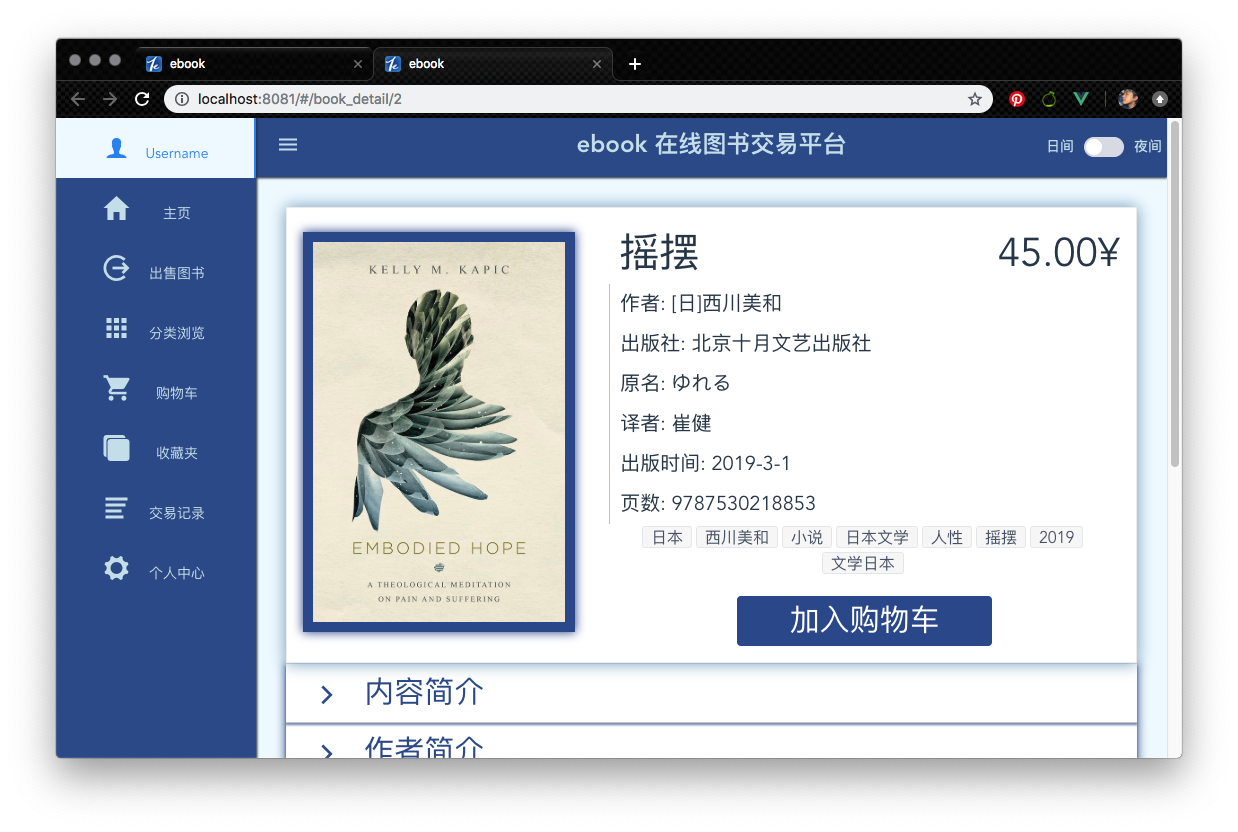 ebook
ebook
localhost:8081/#/book_detail/2
Username
ebook 在线图书交易平台
日间
夜间
主页
出售图书
分类浏览
购物车
收藏夹
交易记录
个人中心
KELLY M. KAPIC
EMBODIED HOPE
A THEOLOGICAL MEDITATION
ON PAIN AND SUFFERING
摇摆
45.00¥
作者: [日]西川美和
出版社: 北京十月文艺出版社
原名: ゆれる
译者: 崔健
出版时间: 2019-3-1
页数: 9787530218853
日本 西川美和 小说 日本文学 人性 摇摆 2019
文学日本
加入购物车
内容简介
作者简介